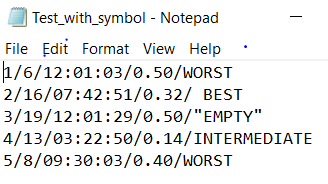 Test_with_symbol - Notepad
File Edit Format View Help
1/6/12:01:03/0.50/WORST
2/16/07:42:51/0.32/ BEST
3/19/12:01:29/0.50/"EMPTY"
4/13/03:22:50/0.14/INTERMEDIATE
5/8/09:30:03/0.40/WORST